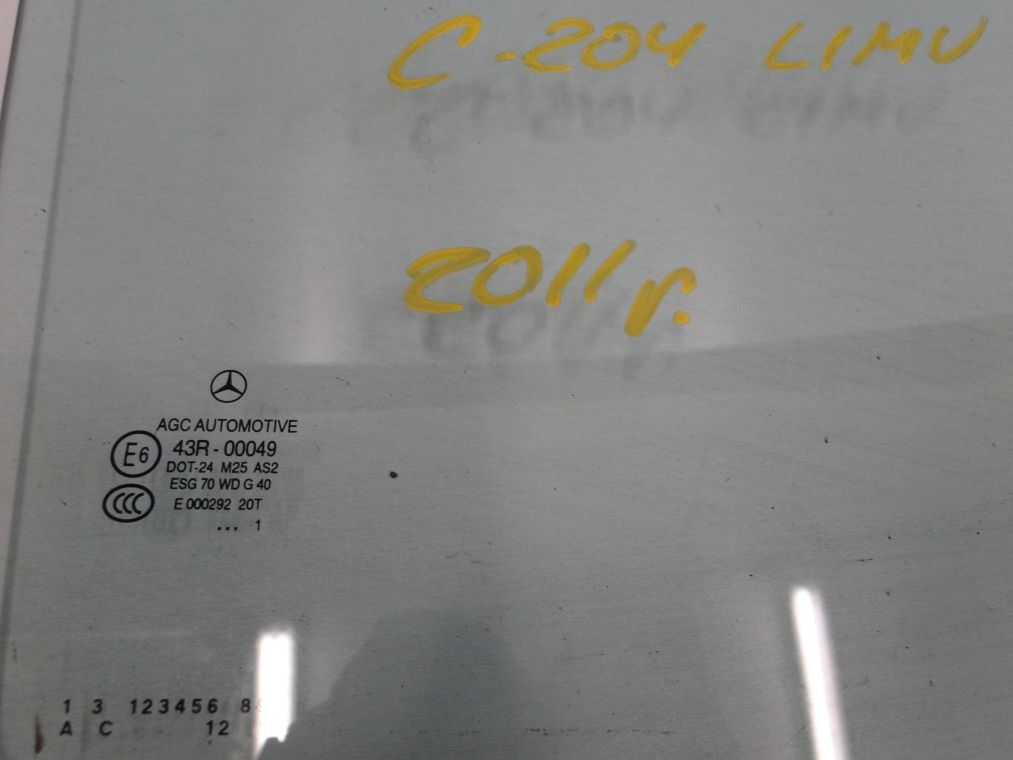 C-204 LIMU
2011 г.
AGC AUTOMOTIVE
E6
43R-00049
DOT-24 M25 AS2
ESG 70 WD G 40
CCC
E 000292 20T
... 1
1 3 123456 8
A C 12